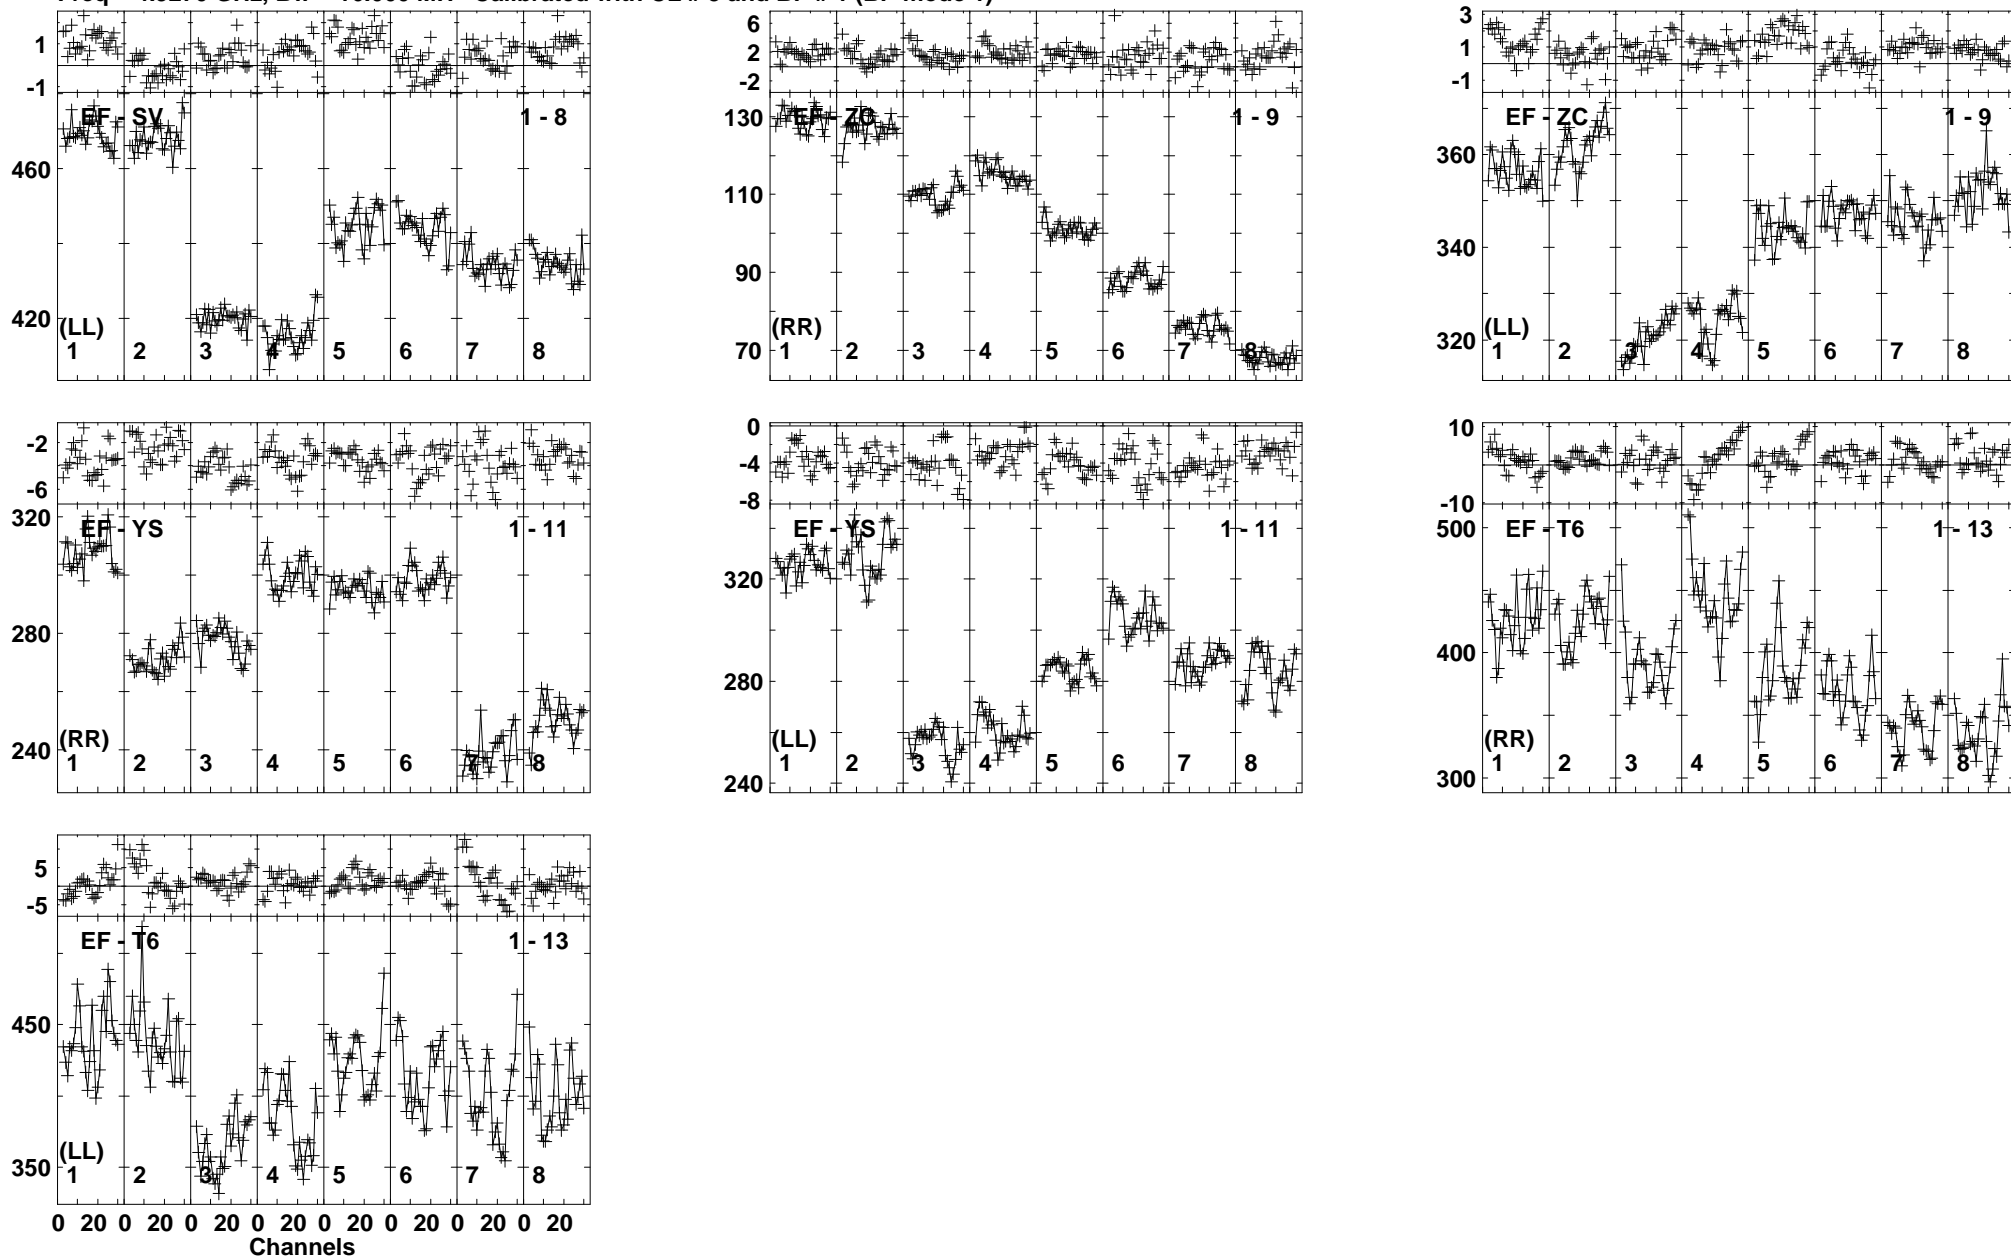 1
-1
EF - SV
1 - 8
460
420
(LL)
1 2 3 4 5 6 7 8
6
2
-2
EF - ZC
1 - 9
130
110
90
70
(RR)
1 2 3 4 5 6 7 8
3
1
-1
EF - ZC
1 - 9
360
340
320
(LL)
1 2 3 4 5 6 7 8
-2
-6
EF - YS
1 - 11
320
280
240
(RR)
1 2 3 4 5 6 7 8
0
-4
-8
EF - YS
1 - 11
320
280
240
(LL)
1 2 3 4 5 6 7 8
10
-10
EF - T6
1 - 13
500
400
300
(RR)
1 2 3 4 5 6 7 8
5
-5
EF - T6
1 - 13
450
350
(LL)
1 2 3 4 5 6 7 8
0 20 0 20 0 20 0 20 0 20 0 20 0 20 0 20
Channels